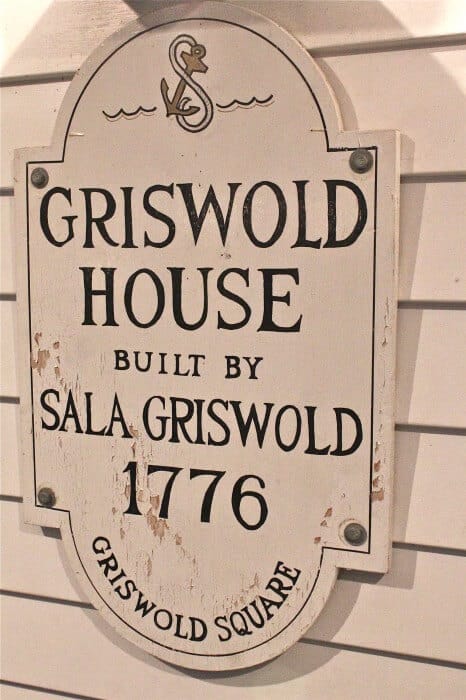 GRISWOLD
HOUSE
BUILT BY
SALA GRISWOLD
1776
GRISWOLD SQUARE